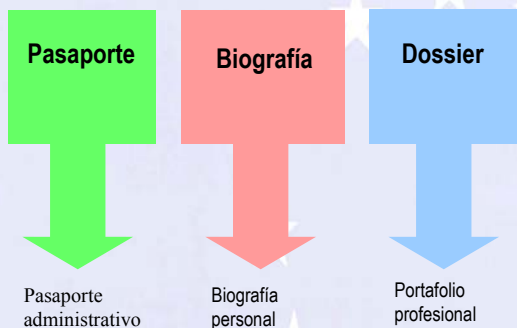 Pasaporte
Biografía
Dossier
Pasaporte
administrativo
Biografía
personal
Portafolio
profesional